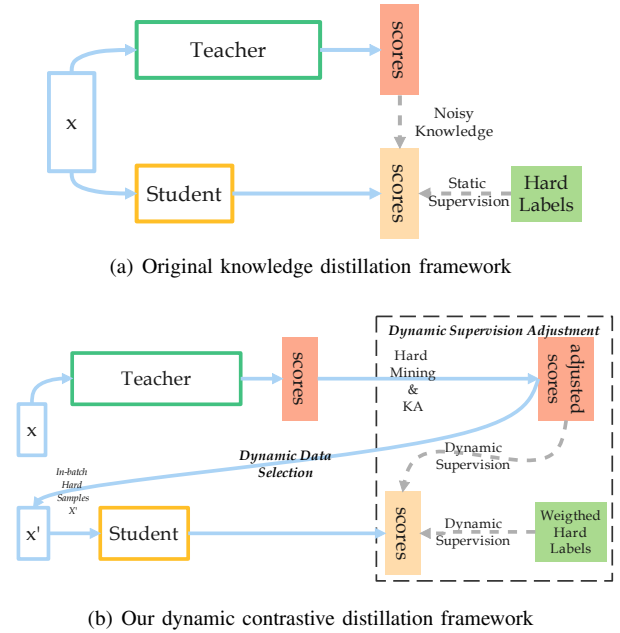 Teacher
scores
x
Noisy
Knowledge
Student
scores
Static
Supervision
Hard
Labels
(a) Original knowledge distillation framework
Dynamic Supervision Adjustment
Teacher
scores
Hard
Mining
&
KA
adjusted
scores
x
Dynamic Data
Selection
Dynamic
Supervision
In-batch
Hard
Samples
X'
x'
Student
scores
Dynamic
Supervision
Weigthed
Hard
Labels
(b) Our dynamic contrastive distillation framework